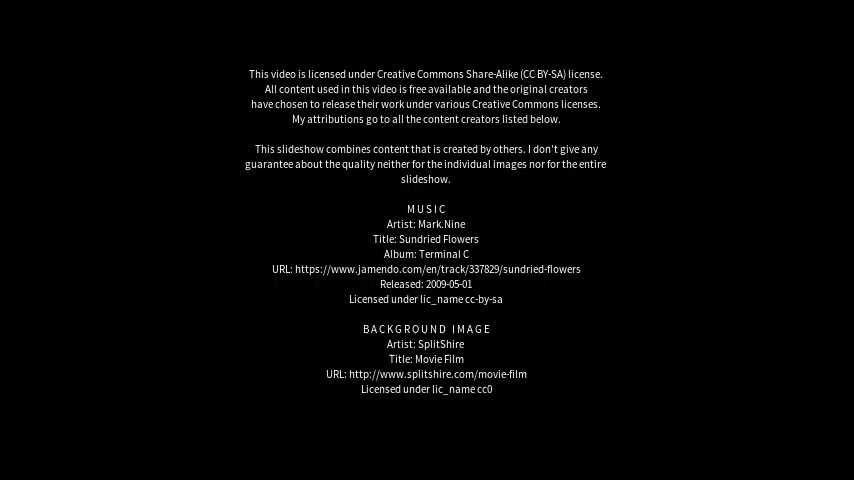 This video is licensed under Creative Commons Share-Alike (CC BY-SA) license.
All content used in this video is free available and the original creators
have chosen to release their work under various Creative Commons licenses.
My attributions go to all the content creators listed below.
This slideshow combines content that is created by others. I don't give any
guarantee about the quality neither for the individual images nor for the entire
slideshow.
MUSIC
Artist: Mark.Nine
Title: Sundried Flowers
Album: Terminal C
URL: https://www.jamendo.com/en/track/337829/sundried-flowers
Released: 2009-05-01
Licensed under lic_name cc-by-sa
BACKGROUND IMAGE
Artist: SplitShire
Title: Movie Film
URL: http://www.splitshire.com/movie-film
Licensed under lic_name cc0